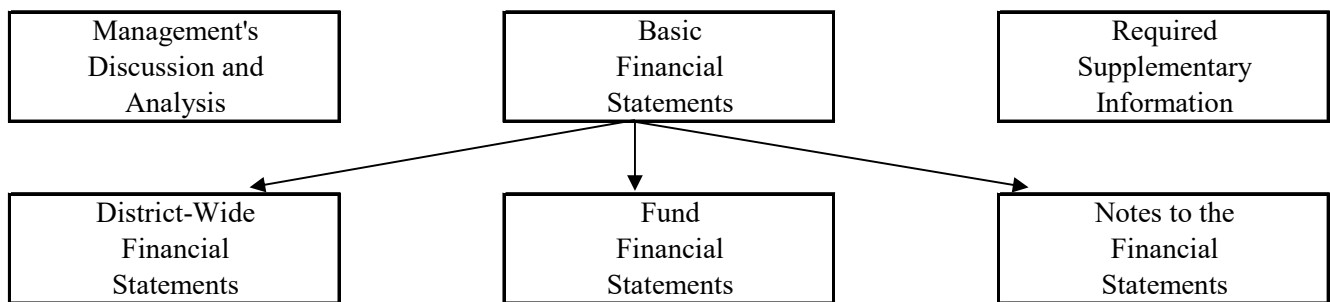 Management's
Discussion and
Analysis
Basic
Financial
Statements
Required
Supplementary
Information
District-Wide
Financial
Statements
Fund
Financial
Statements
Notes to the
Financial
Statements